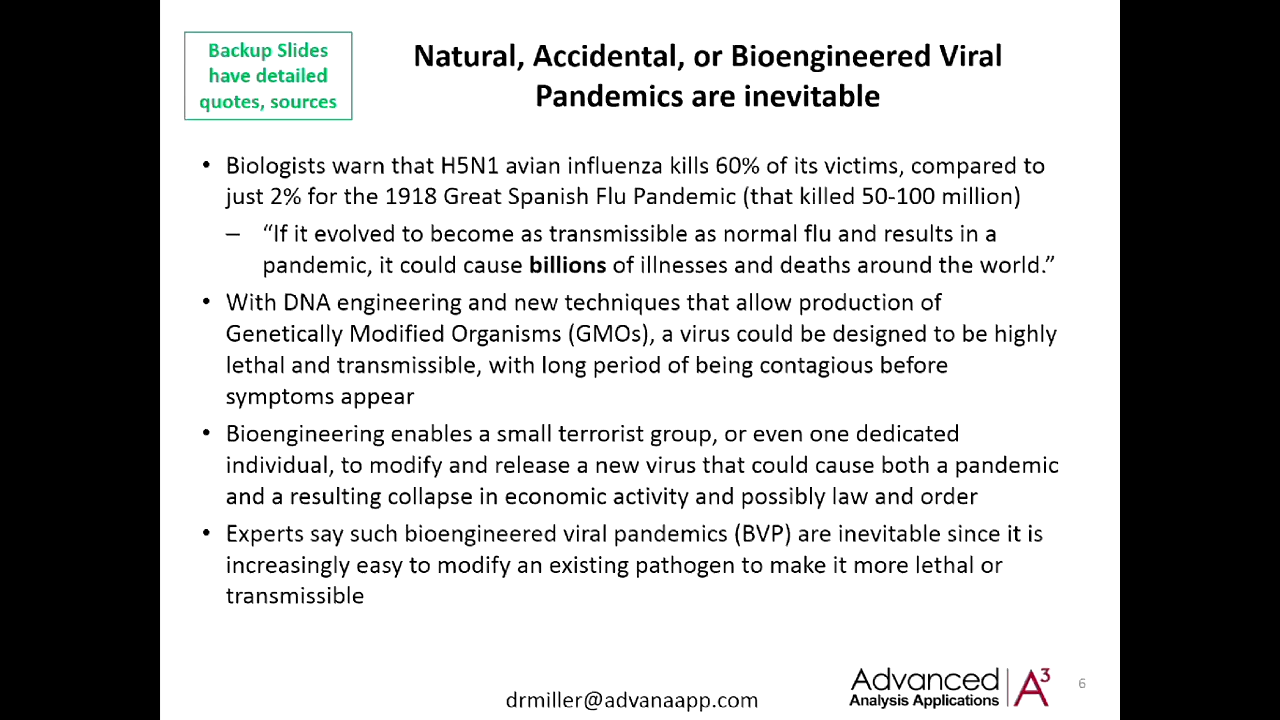 Backup Slides
have detailed
quotes, sources
Natural, Accidental, or Bioengineered Viral
Pandemics are inevitable
• Biologists warn that H5N1 avian influenza kills 60% of its victims, compared to
just 2% for the 1918 Great Spanish Flu Pandemic (that killed 50-100 million)
– “If it evolved to become as transmissible as normal flu and results in a
pandemic, it could cause billions of illnesses and deaths around the world.”
• With DNA engineering and new techniques that allow production of
Genetically Modified Organisms (GMOs), a virus could be designed to be highly
lethal and transmissible, with long period of being contagious before
symptoms appear
• Bioengineering enables a small terrorist group, or even one dedicated
individual, to modify and release a new virus that could cause both a pandemic
and a resulting collapse in economic activity and possibly law and order
• Experts say such bioengineered viral pandemics (BVP) are inevitable since it is
increasingly easy to modify an existing pathogen to make it more lethal or
transmissible
drmiller@advanaapp.com
Advanced
Analysis Applications
A³
6